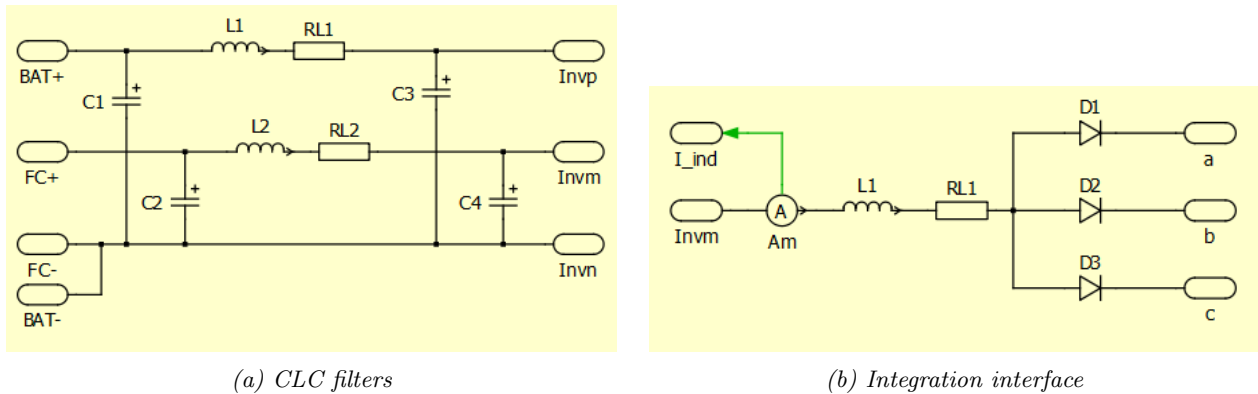 L1
RL1
BAT+
Invp
C1
C3
L2
RL2
FC+
Invm
C2
C4
FC-
Invn
BAT-
(a) CLC filters
D1
I_ind
a
L1
RL1
D2
A
Invm
Am
b
D3
c
(b) Integration interface